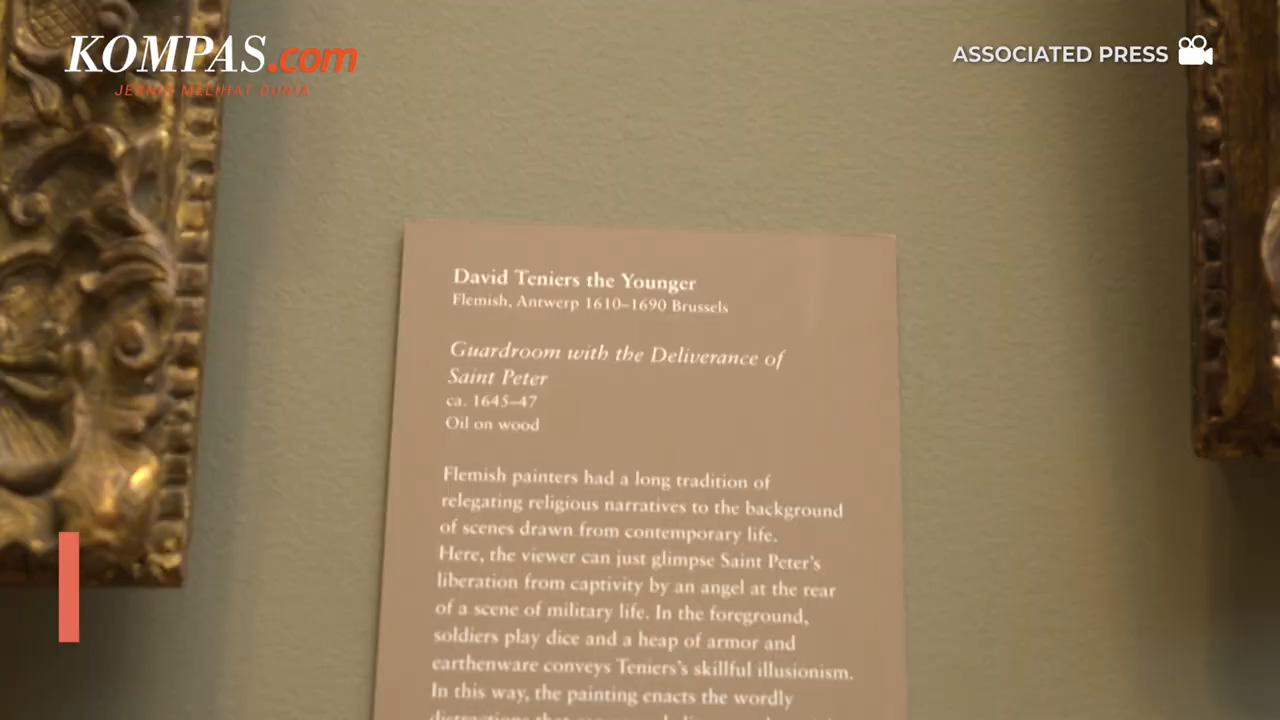 KOMPAS.com
JERNIH MELIHAT DUNIA
ASSOCIATED PRESS
David Teniers the Younger
Flemish, Antwerp 1610–1690 Brussels
Guardroom with the Deliverance of
Saint Peter
ca. 1645–47
Oil on wood
Flemish painters had a long tradition of
relegating religious narratives to the background
of scenes drawn from contemporary life.
Here, the viewer can just glimpse Saint Peter's
liberation from captivity by an angel at the rear
of a scene of military life. In the foreground,
soldiers play dice and a heap of armor and
earthenware conveys Teniers's skillful illusionism.
In this way, the painting enacts the wordly